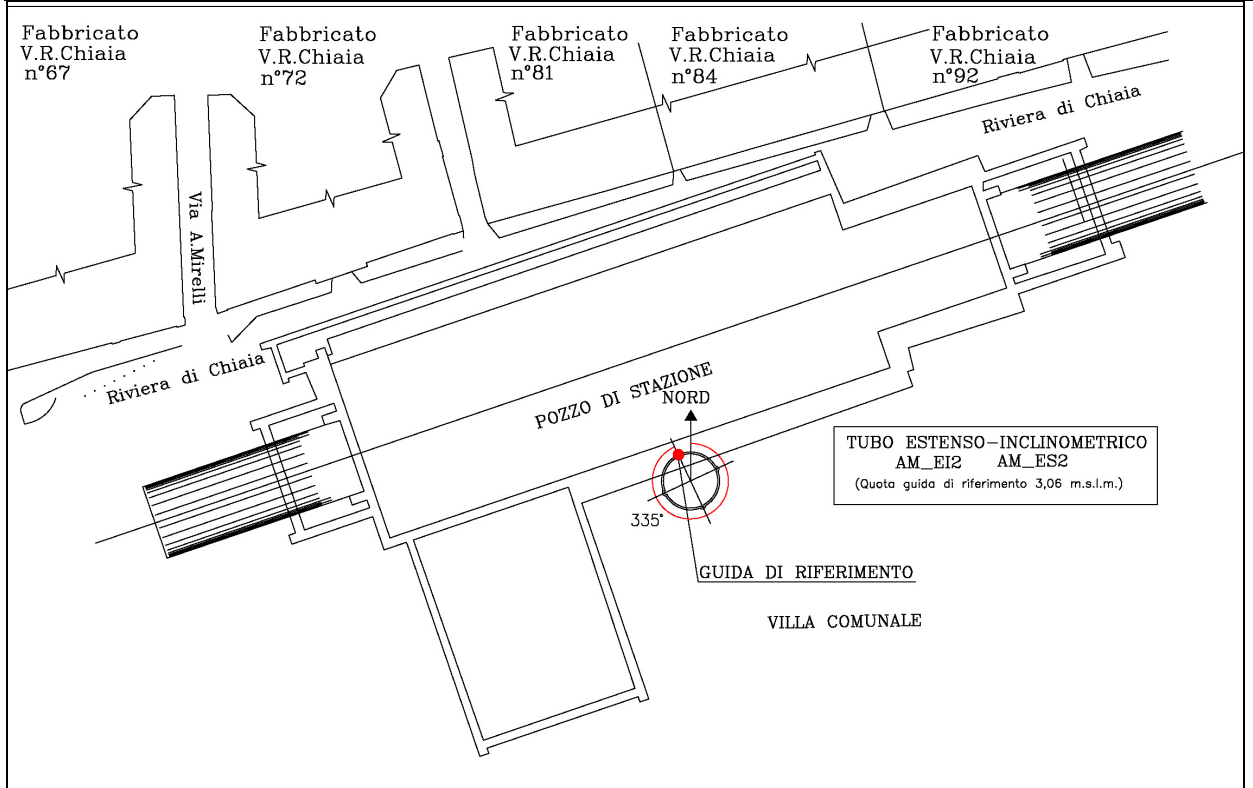 Fabbricato
V.R.Chiaia
n°67
Fabbricato
V.R.Chiaia
n°72
Fabbricato
V.R.Chiaia
n°81
Fabbricato
V.R.Chiaia
n°84
Fabbricato
V.R.Chiaia
n°92
Riviera di Chiaia
Via A.Mirelli
Riviera di Chiaia
POZZO DI STAZIONE
NORD
TUBO ESTENSO-INCLINOMETRICO
AM_EI2 AM_ES2
(Quota guida di riferimento 3,06 m.s.l.m.)
335°
GUIDA DI RIFERIMENTO
VILLA COMUNALE